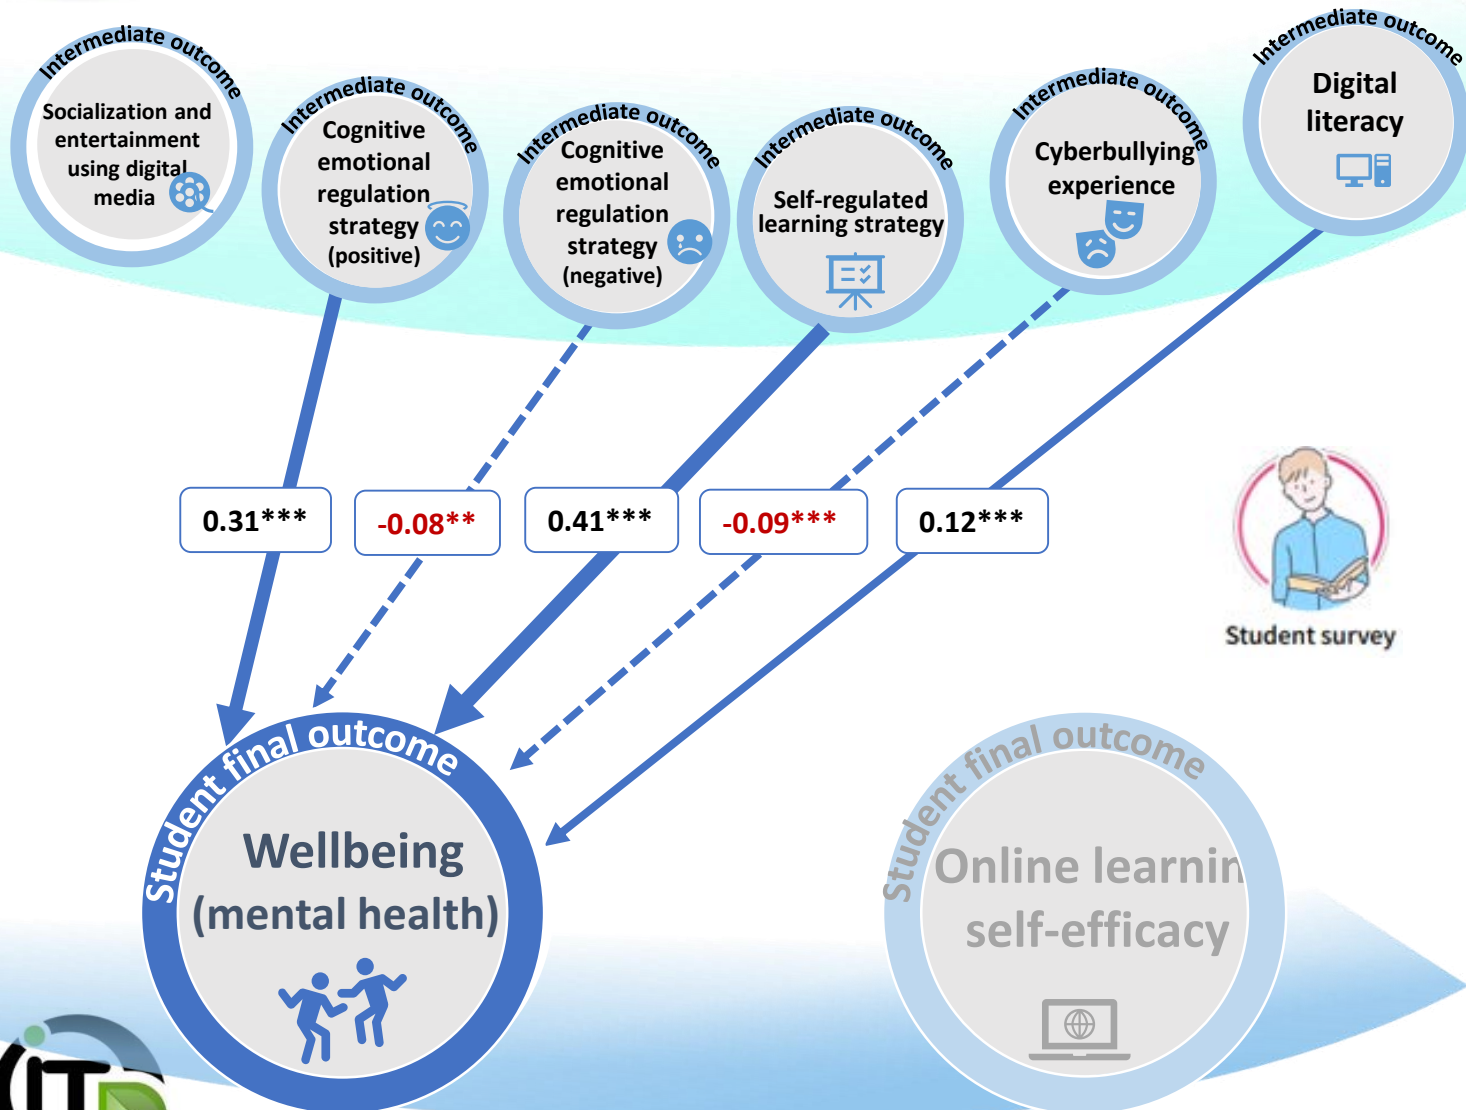 Intermediate outcome
Socialization and
entertainment
using digital
media
Intermediate outcome
Cognitive
emotional
regulation
strategy
(positive)
Intermediate outcome
Cognitive
emotional
regulation
strategy
(negative)
Intermediate outcome
Self-regulated
learning strategy
Intermediate outcome
Cyberbullying
experience
Intermediate outcome
Digital
literacy
0.31***
-0.08**
0.41***
-0.09***
0.12***
Student survey
Student final outcome
Wellbeing
(mental health)
Student final outcome
Online learnin
self-efficacy